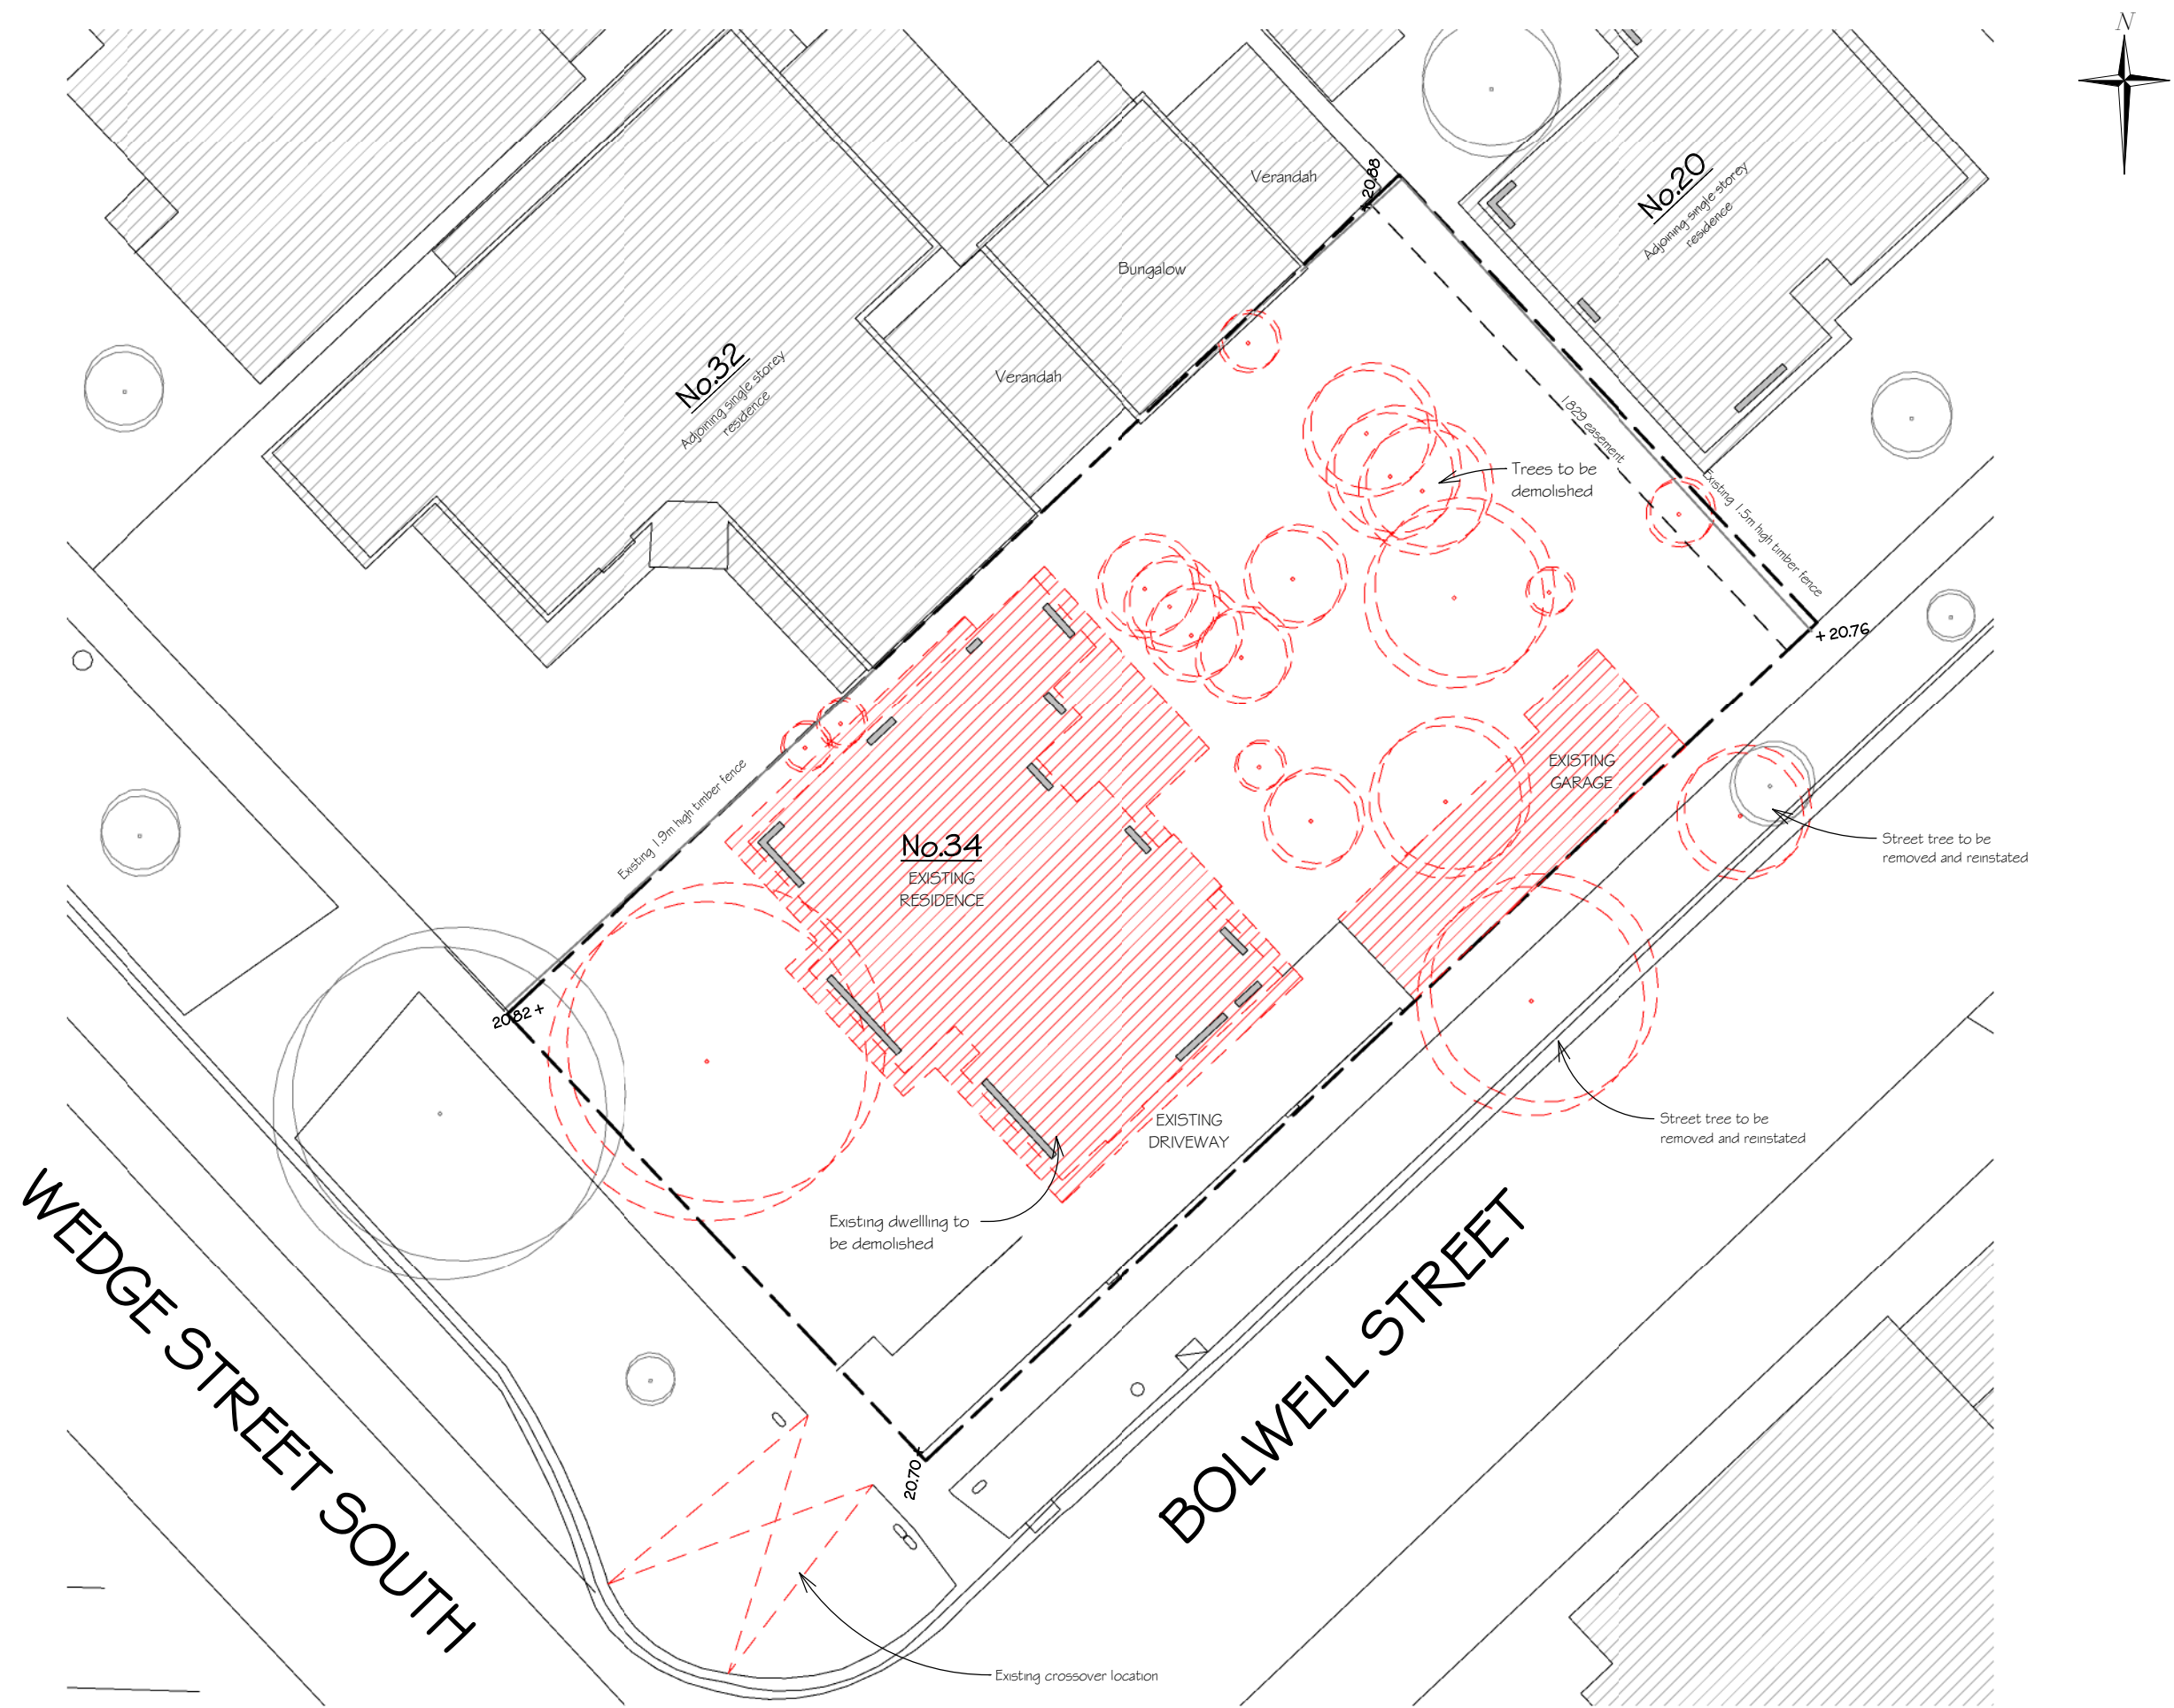 N
Verandah
20.88
No.20
Adjoining single storey
residence
Bungalow
No.32
Adjoining single storey
residence
Verandah
1.829 easement
Trees to be
demolished
Existing 1.5m high timber fence
+ 20.76
EXISTING
GARAGE
Existing 1.9m high timber fence
No.34
EXISTING
RESIDENCE
Street tree to be
removed and reinstated
20.82 +
EXISTING
DRIVEWAY
Street tree to be
removed and reinstated
Existing dwellling to
be demolished
WEDGE STREET SOUTH
BOLWELL STREET
20.70 +
Existing crossover location